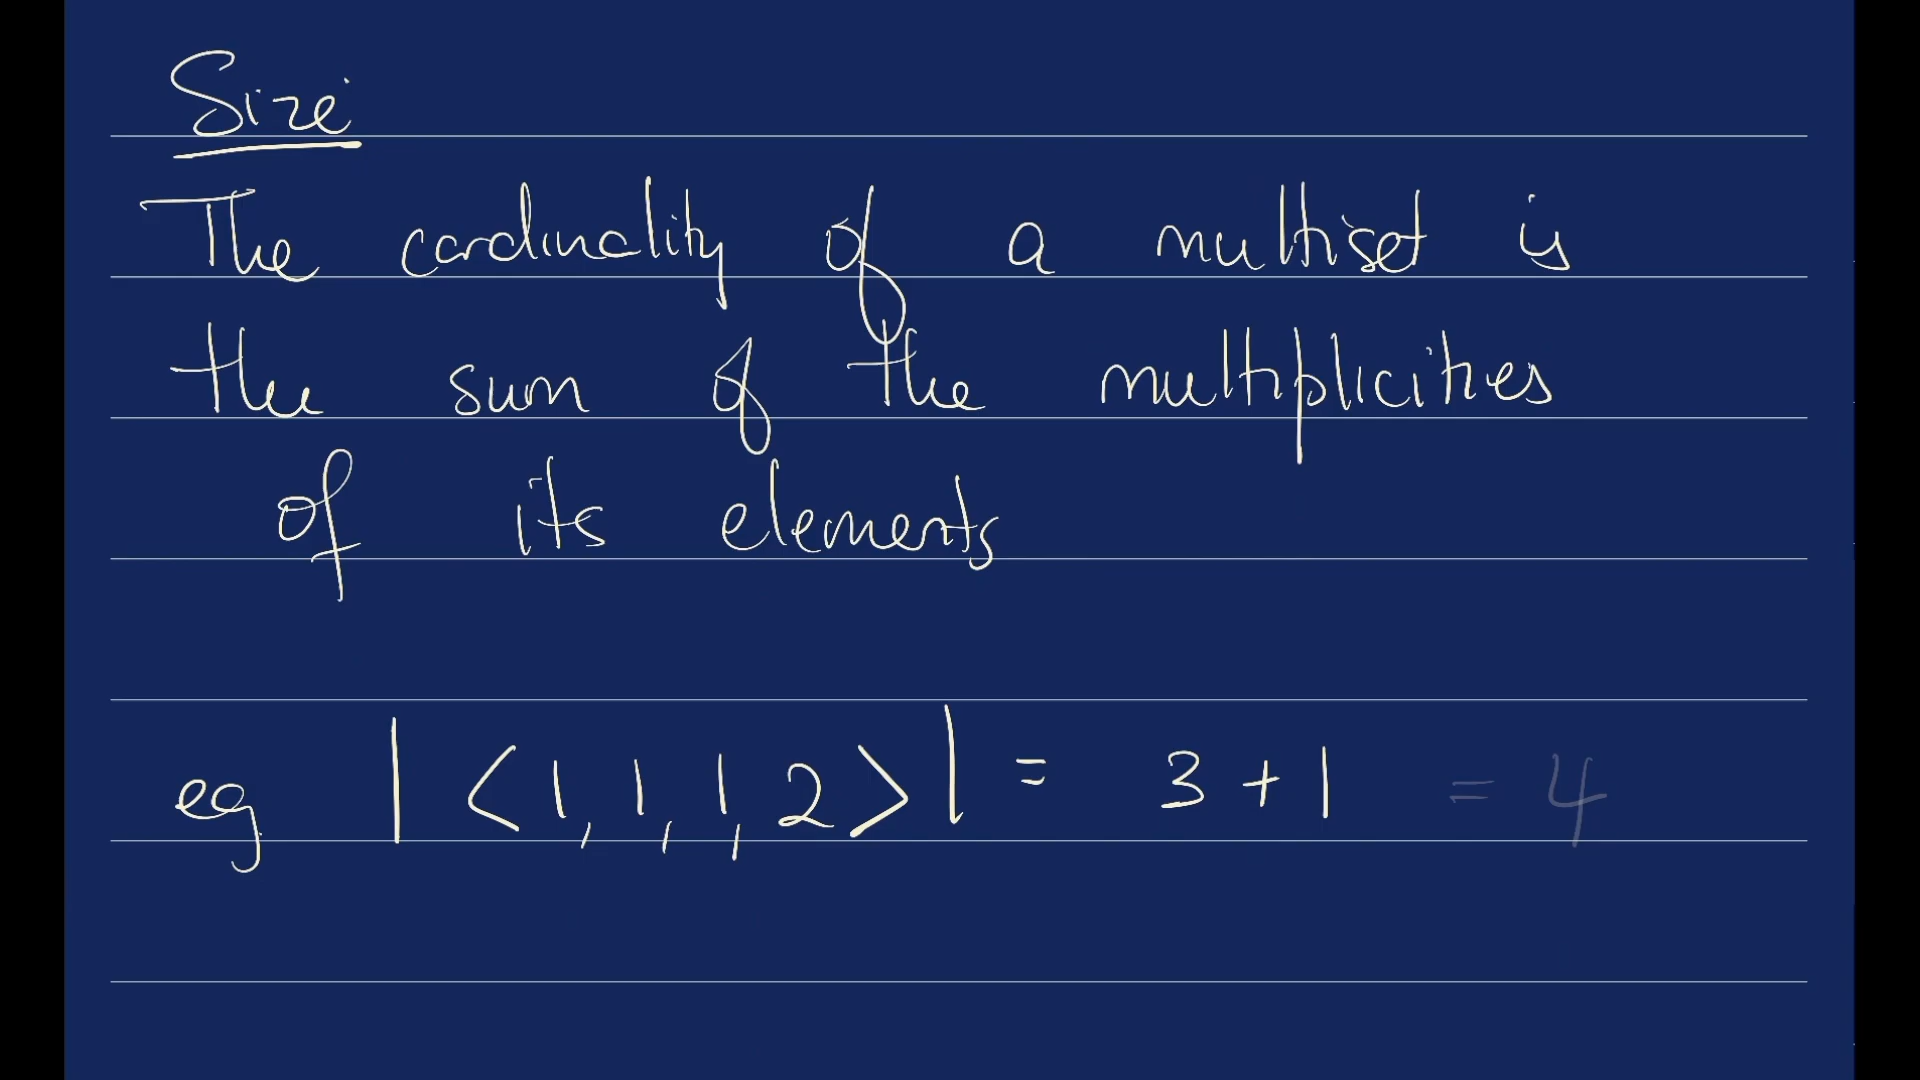 Size
The cardinality of a multiset is
the sum of the multiplicities
of its elements
eg | <1, 1, 1, 2> | = 3 + 1 = 4